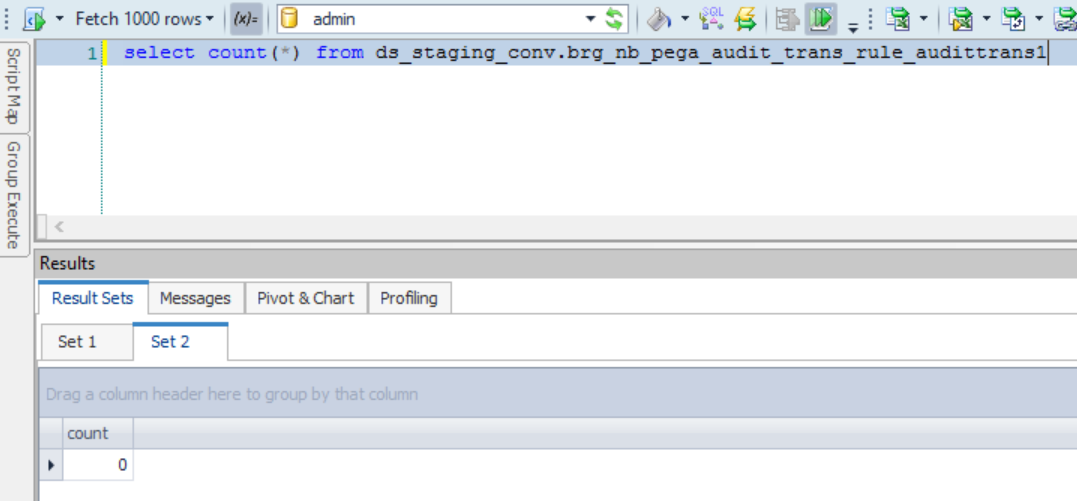 Fetch 1000 rows (x)= admin SQL
1 select count(*) from ds_staging_conv.brg_nb_pega_audit_trans_rule_audittrans1
Script Map
Group Execute
Results
Result Sets Messages Pivot & Chart Profiling
Set 1 Set 2
Drag a column header here to group by that column
count
0